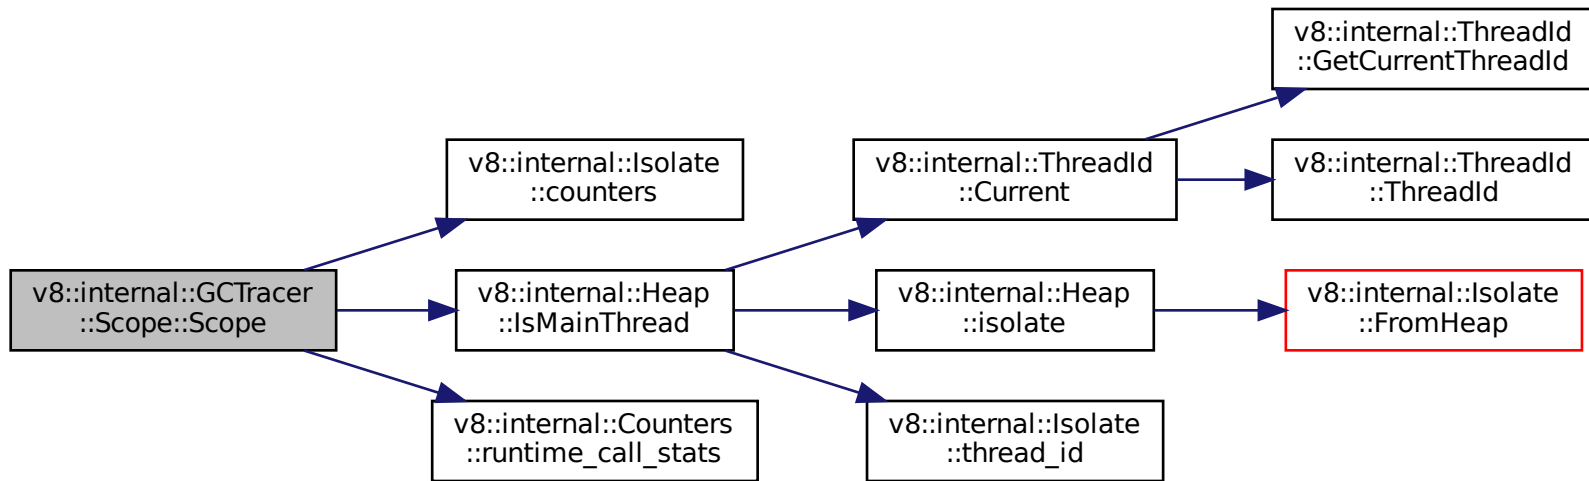 v8::internal::GCTracer
::Scope::Scope
v8::internal::Isolate
::counters
v8::internal::Heap
::IsMainThread
v8::internal::Counters
::runtime_call_stats
v8::internal::ThreadId
::Current
v8::internal::Heap
::isolate
v8::internal::Isolate
::thread_id
v8::internal::ThreadId
::GetCurrentThreadId
v8::internal::ThreadId
::ThreadId
v8::internal::Isolate
::FromHeap